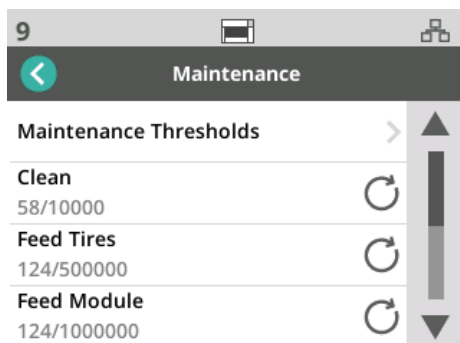 9
Maintenance
Maintenance Thresholds
Clean
58/10000
Feed Tires
124/500000
Feed Module
124/1000000